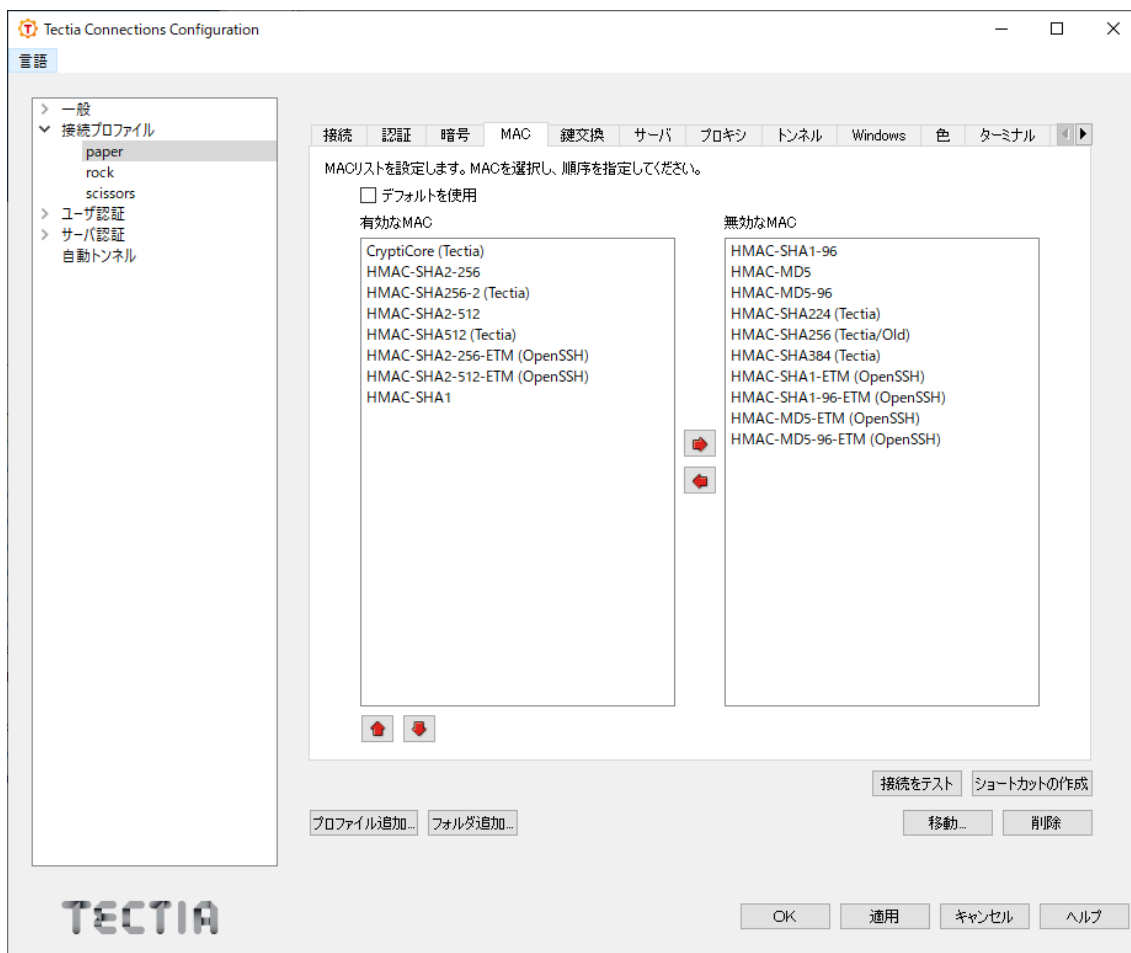 Tectia Connections Configuration
言語
一般
接続プロファイル
paper
rock
scissors
ユーザ認証
サーバ認証
自動トンネル
接続 認証 暗号 MAC 鍵交換 サーバ プロキシ トンネル Windows 色 ターミナル
MACリストを設定します。MACを選択し、順序を指定してください。
デフォルトを使用
有効なMAC
CryptiCore (Tectia)
HMAC-SHA2-256
HMAC-SHA256-2 (Tectia)
HMAC-SHA2-512
HMAC-SHA512 (Tectia)
HMAC-SHA2-256-ETM (OpenSSH)
HMAC-SHA2-512-ETM (OpenSSH)
HMAC-SHA1
無効なMAC
HMAC-SHA1-96
HMAC-MD5
HMAC-MD5-96
HMAC-SHA224 (Tectia)
HMAC-SHA256 (Tectia/Old)
HMAC-SHA384 (Tectia)
HMAC-SHA1-ETM (OpenSSH)
HMAC-SHA1-96-ETM (OpenSSH)
HMAC-MD5-ETM (OpenSSH)
HMAC-MD5-96-ETM (OpenSSH)
接続をテスト ショートカットの作成
プロファイル追加... フォルダ追加... 移動... 削除
TECTIA
OK 適用 キャンセル ヘルプ